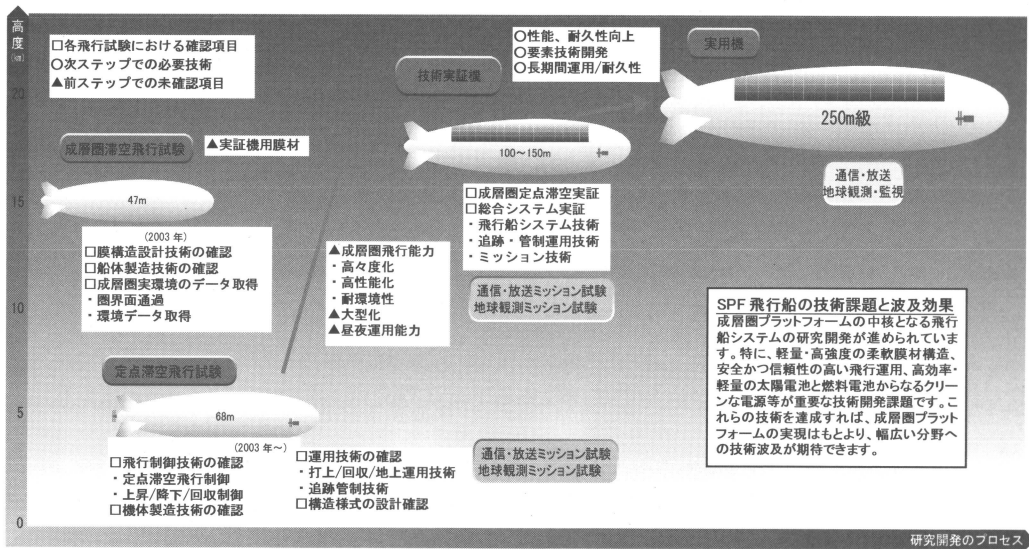 高度
(km)
20
15
10
5
0
□各飛行試験における確認項目
○次ステップでの必要技術
▲前ステップでの未確認項目
成層圏滞空飛行試験
▲実証機用膜材
47m
(2003年)
□膜構造設計技術の確認
□船体製造技術の確認
□成層圏実環境のデータ取得
・圏界面通過
・環境データ取得
定点滞空飛行試験
68m
(2003年～)
□飛行制御技術の確認
・定点滞空飛行制御
・上昇/降下/回収制御
□機体製造技術の確認
□運用技術の確認
・打上/回収/地上運用技術
・追跡管制技術
□構造様式の設計確認
▲成層圏飛行能力
・高々度化
・高性能化
・耐環境性
▲大型化
▲昼夜運用能力
技術実証機
○性能、耐久性向上
○要素技術開発
○長期間運用/耐久性
100～150m
□成層圏定点滞空実証
□総合システム実証
・飛行船システム技術
・追跡・管制運用技術
・ミッション技術
通信・放送ミッション試験
地球観測ミッション試験
通信・放送ミッション試験
地球観測ミッション試験
実用機
250m級
通信・放送
地球観測・監視
SPF飛行船の技術課題と波及効果
成層圏プラットフォームの中核となる飛行
船システムの研究開発が進められていま
す。特に、軽量・高強度の柔軟膜材構造、
安全かつ信頼性の高い飛行運用、高効率・
軽量の太陽電池と燃料電池からなるクリー
ンな電源等が重要な技術開発課題です。こ
れらの技術を達成すれば、成層圏プラット
フォームの実現はもとより、幅広い分野へ
の技術波及が期待できます。
研究開発のプロセス